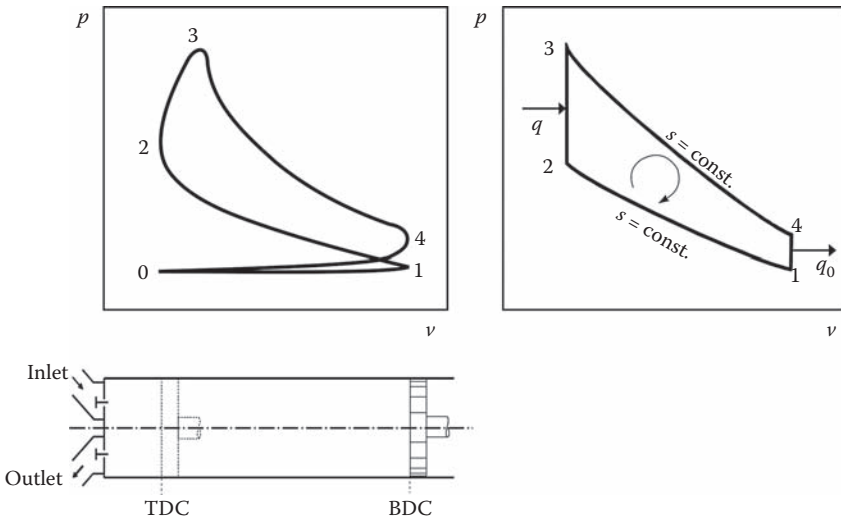 p
3
2
4
0
1
v
p
3
q
s = const.
2
s = const.
4
1
q0
v
Inlet
Outlet
TDC
BDC